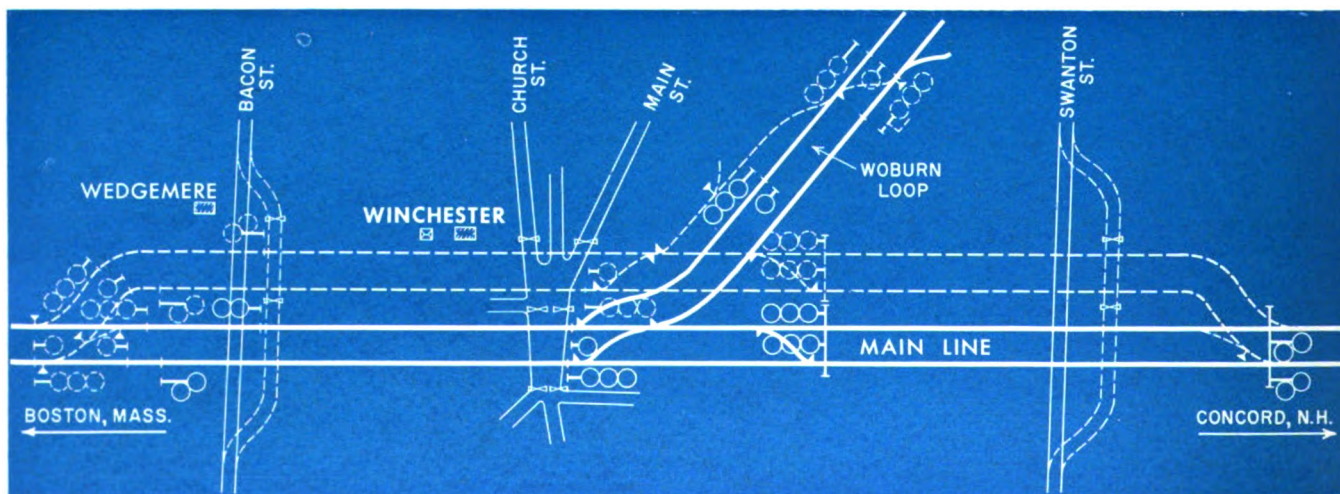 BACON
ST.
CHURCH
ST.
MAIN
ST.
SWANTON
ST.
WEDGEMERE
WINCHESTER
WOBURN
LOOP
MAIN LINE
BOSTON, MASS.
CONCORD, N.H.